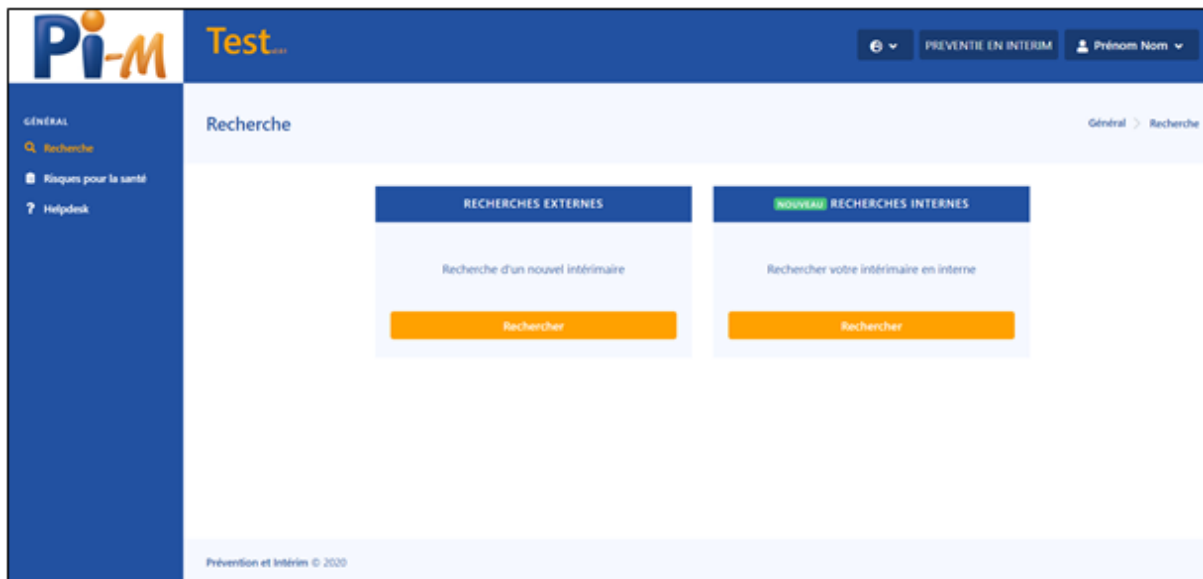 Pi-M
Test
PREVENTIE EN INTERIM
Prénom Nom
GÉNÉRAL
Recherche
Risques pour la santé
Helpdesk
Recherche
Général > Recherche
RECHERCHES EXTERNES
Recherche d'un nouvel intérimaire
Rechercher
NOUVEAU RECHERCHES INTERNES
Rechercher votre intérimaire en interne
Rechercher
Prévention et Intérim © 2020